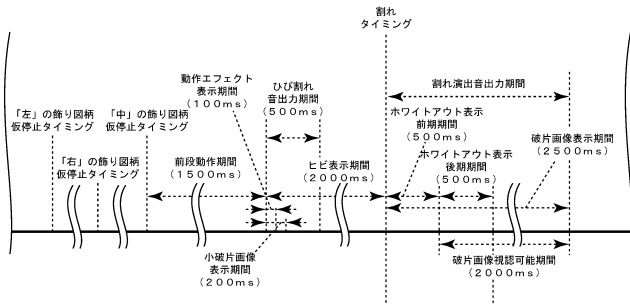 割れ
タイミング
動作エフェクト
表示期間
(100ms)
ひび割れ
音出力期間
(500ms)
割れ演出音出力期間
「左」の飾り図柄
仮停止タイミング
「中」の飾り図柄
仮停止タイミング
ホワイトアウト表示
前期期間
(500ms)
破片画像表示期間
(2500ms)
「右」の飾り図柄
仮停止タイミング
前段動作期間
(1500ms)
ヒビ表示期間
(2000ms)
ホワイトアウト表示
後期期間
(500ms)
小破片画像
表示期間
(200ms)
破片画像視認可能期間
(2000ms)